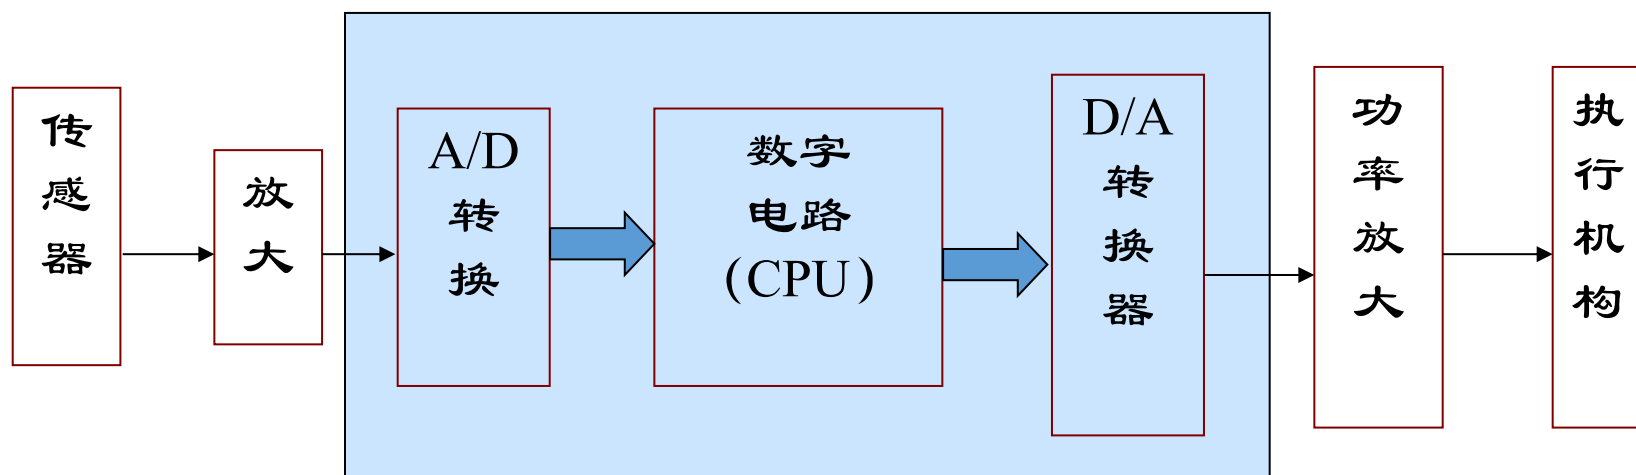 传
感
器
放
大
A/D
转
换
数字
电路
(CPU)
D/A
转
换
器
功
率
放
大
执
行
机
构